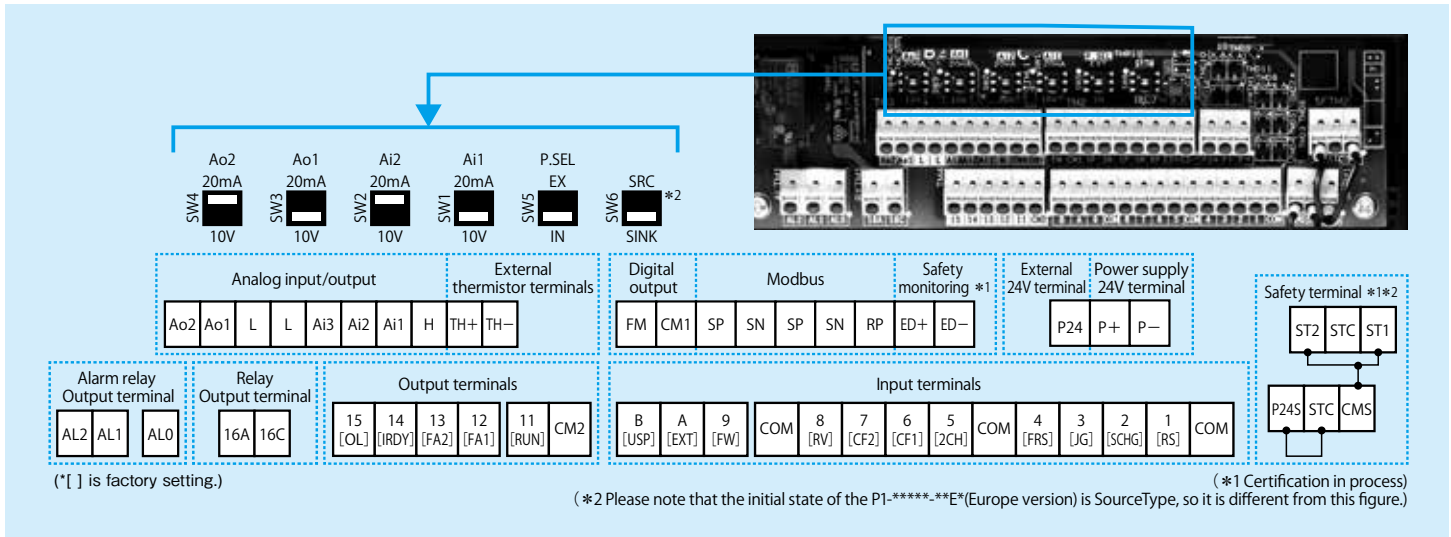 Ao2 Ao1 Ai2 Ai1 P.SEL
20mA 20mA 20mA 20mA EX SRC
SW4 SW3 SW2 SW1 SW5 SW6 *2
10V 10V 10V 10V IN SINK
Analog input/output
External
thermistor terminals
Ao2 Ao1 L L Ai3 Ai2 Ai1 H TH+ TH−
Digital
output
Modbus
Safety
monitoring *1
FM CM1 SP SN SP SN RP ED+ ED−
External
24V terminal
Power supply
24V terminal
P24 P+ P−
Safety terminal *1*2
ST2 STC ST1
P24S STC CMS
Alarm relay
Output terminal
AL2 AL1 AL0
Relay
Output terminal
16A 16C
Output terminals
15 14 13 12 11 CM2
[OL] [IRDY] [FA2] [FA1] [RUN]
Input terminals
B A 9 COM 8 7 6 5 COM 4 3 2 1 COM
[USP] [EXT] [FW] [RV] [CF2] [CF1] [2CH] [FRS] [JG] [SCHG] [RS]
(*[ ] is factory setting.)
(*1 Certification in process)
(*2 Please note that the initial state of the P1-*****-**E*(Europe version) is SourceType, so it is different from this figure.)